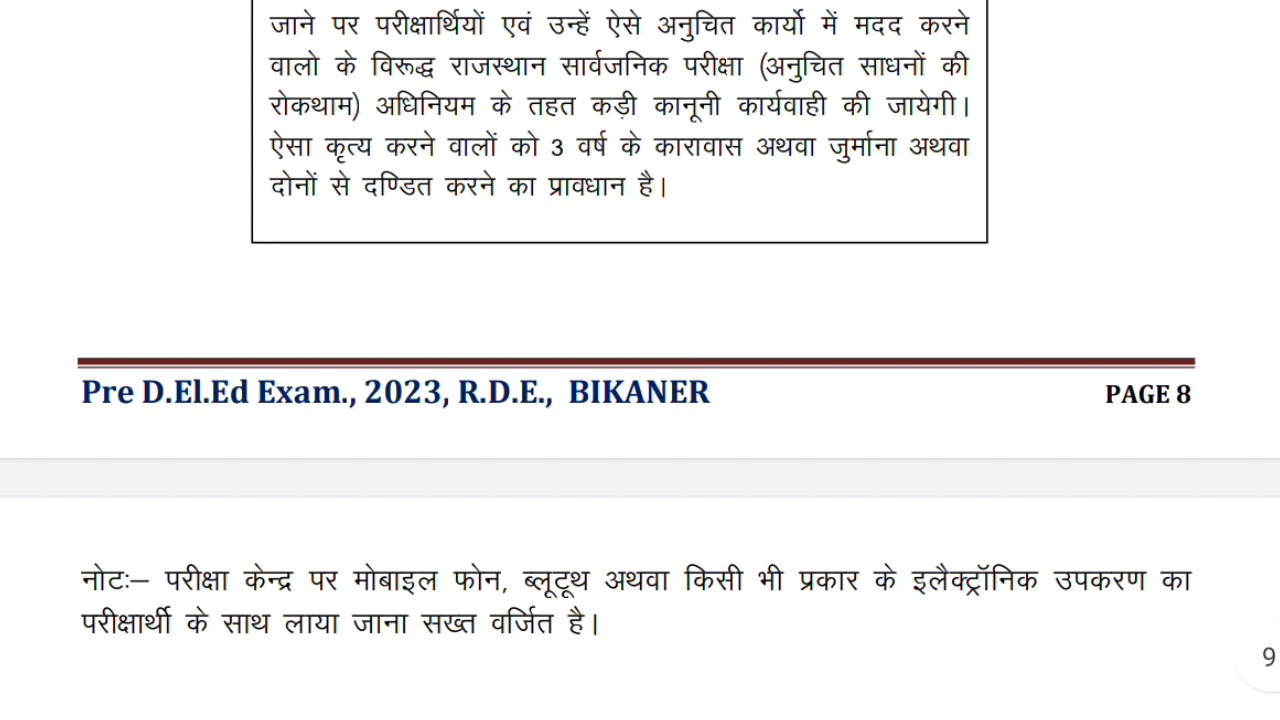 जाने पर परीक्षार्थियों एवं उन्हें ऐसे अनुचित कार्यो में मदद करने
वालो के विरूद्ध राजस्थान सार्वजनिक परीक्षा (अनुचित साधनों की
रोकथाम) अधिनियम के तहत कड़ी कानूनी कार्यवाही की जायेगी।
ऐसा कृत्य करने वालों को 3 वर्ष के कारावास अथवा जुर्माना अथवा
दोनों से दण्डित करने का प्रावधान है।
Pre D.El.Ed Exam., 2023, R.D.E., BIKANER PAGE 8
नोटः– परीक्षा केन्द्र पर मोबाइल फोन, ब्लूटूथ अथवा किसी भी प्रकार के इलैक्ट्रॉनिक उपकरण का
परीक्षार्थी के साथ लाया जाना सख्त वर्जित है।
9